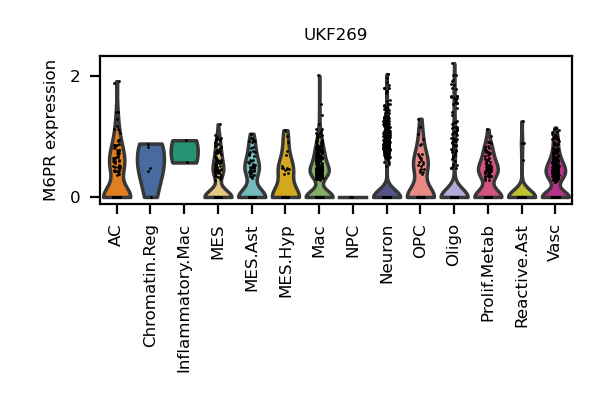 UKF269
M6PR expression
2
0
AC
Chromatin.Reg
Inflammatory.Mac
MES
MES.Ast
MES.Hyp
Mac
NPC
Neuron
OPC
Oligo
Prolif.Metab
Reactive.Ast
Vasc